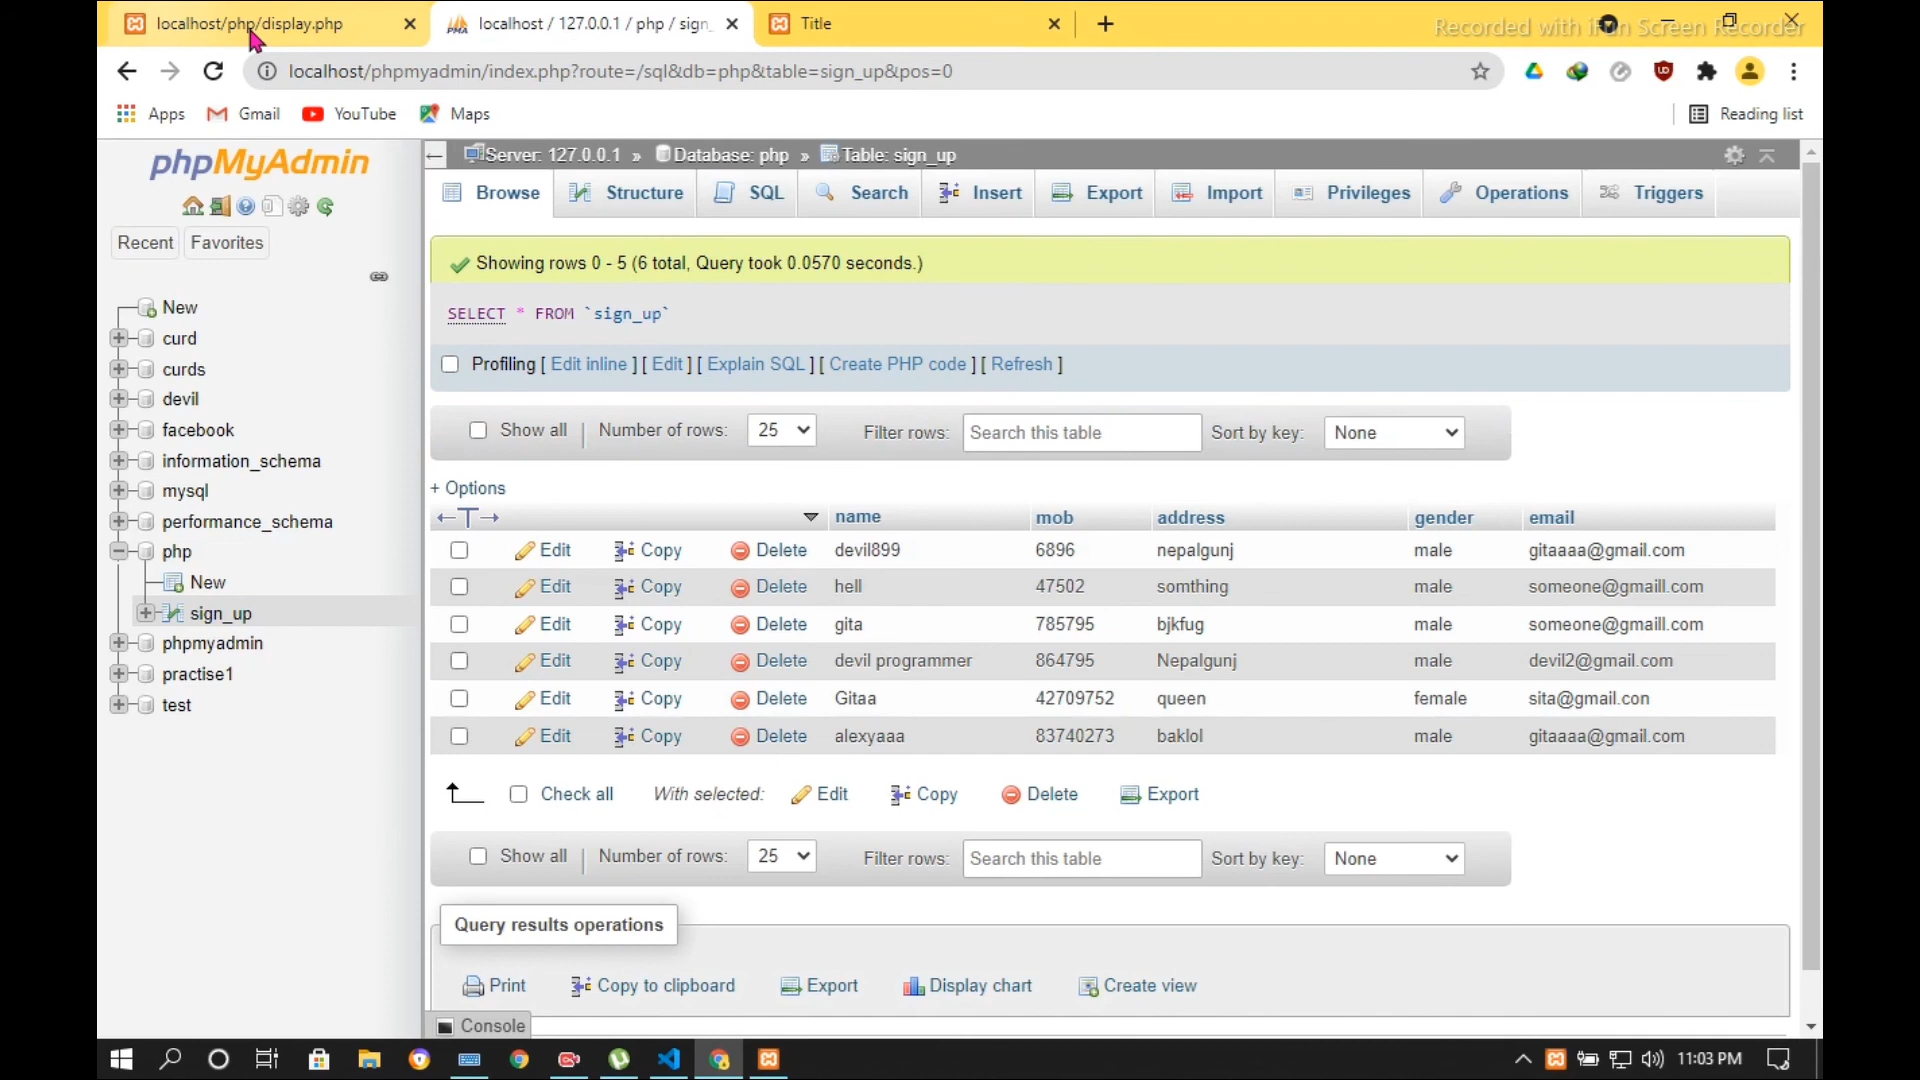 localhost/php/display.php
localhost / 127.0.0.1 / php / sign_
Title
Recorded with iFun Screen Recorder
localhost/phpmyadmin/index.php?route=/sql&db=php&table=sign_up&pos=0
Apps
Gmail
YouTube
Maps
Reading list
phpMyAdmin
Recent
Favorites
New
curd
curds
devil
facebook
information_schema
mysql
performance_schema
php
New
sign_up
phpmyadmin
practise1
test
Server: 127.0.0.1 » Database: php » Table: sign_up
Browse
Structure
SQL
Search
Insert
Export
Import
Privileges
Operations
Triggers
Showing rows 0 - 5 (6 total, Query took 0.0570 seconds.)
SELECT * FROM `sign_up`
Profiling [ Edit inline ] [ Edit ] [ Explain SQL ] [ Create PHP code ] [ Refresh ]
Show all | Number of rows: 25 Filter rows: Search this table Sort by key: None
+ Options
←T→ name mob address gender email
Edit Copy Delete devil899 6896 nepalgunj male gitaaaa@gmail.com
Edit Copy Delete hell 47502 somthing male someone@gmaill.com
Edit Copy Delete gita 785795 bjkfug male someone@gmaill.com
Edit Copy Delete devil programmer 864795 Nepalgunj male devil2@gmail.com
Edit Copy Delete Gitaa 42709752 queen female sita@gmail.con
Edit Copy Delete alexyaaa 83740273 baklol male gitaaaa@gmail.com
Check all With selected: Edit Copy Delete Export
Show all | Number of rows: 25 Filter rows: Search this table Sort by key: None
Query results operations
Print Copy to clipboard Export Display chart Create view
Console
11:03 PM